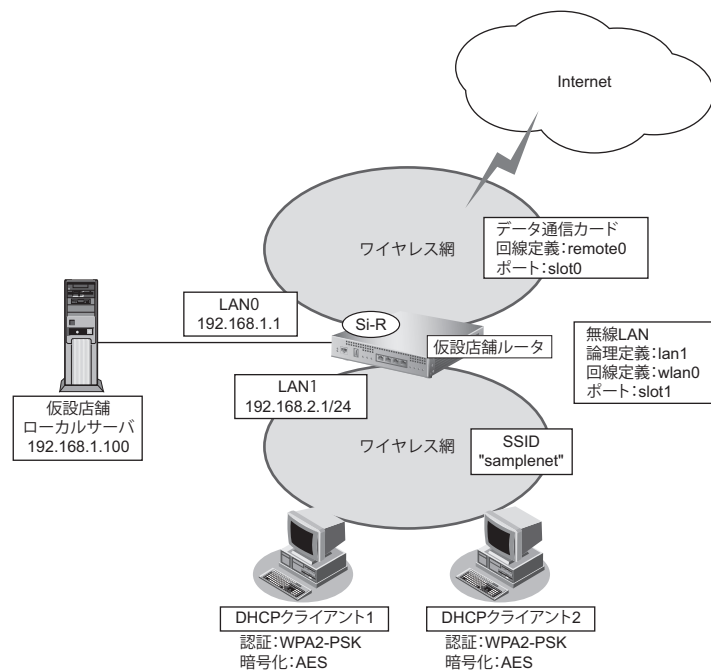 Internet
ワイヤレス網
データ通信カード
回線定義:remote0
ポート:slot0
LAN0
192.168.1.1
Si-R
仮設店舗ルータ
無線LAN
論理定義:lan1
回線定義:wlan0
ポート:slot1
仮設店舗
ローカルサーバ
192.168.1.100
LAN1
192.168.2.1/24
ワイヤレス網
SSID
"samplenet"
DHCPクライアント1
認証:WPA2-PSK
暗号化:AES
DHCPクライアント2
認証:WPA2-PSK
暗号化:AES